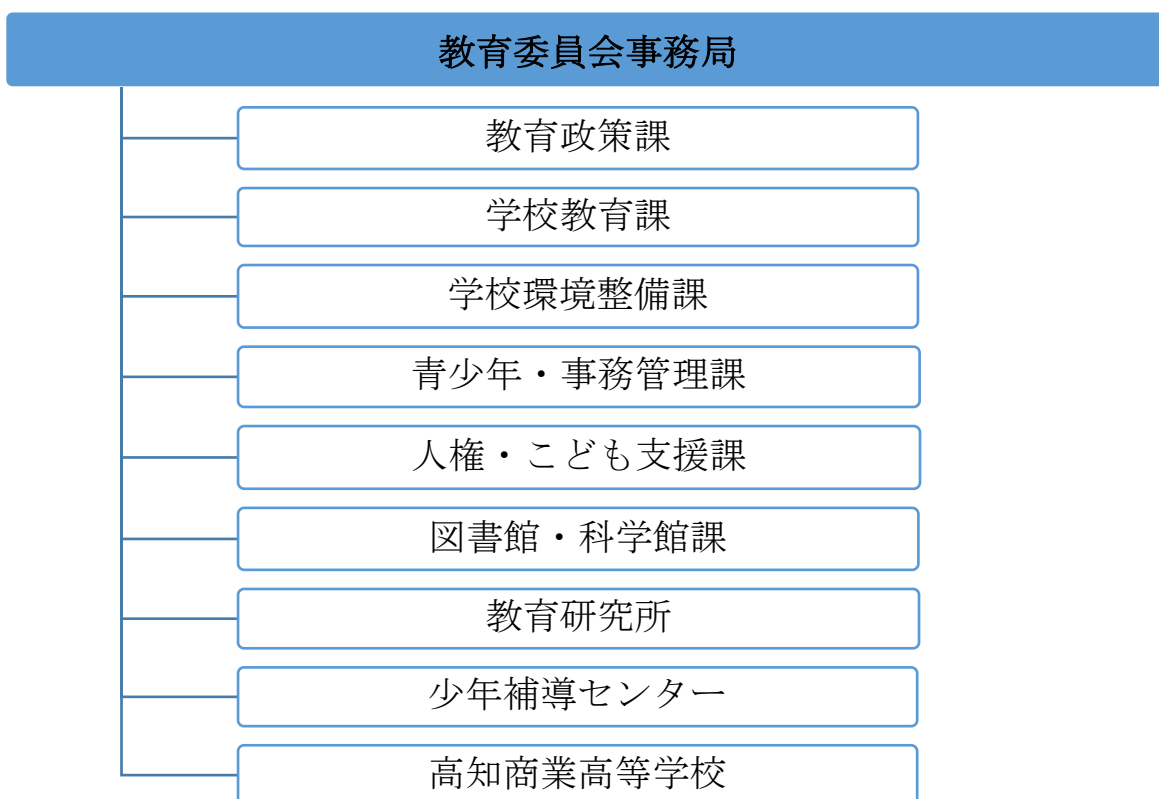 教育委員会事務局
教育政策課
学校教育課
学校環境整備課
青少年・事務管理課
人権・こども支援課
図書館・科学館課
教育研究所
少年補導センター
高知商業高等学校